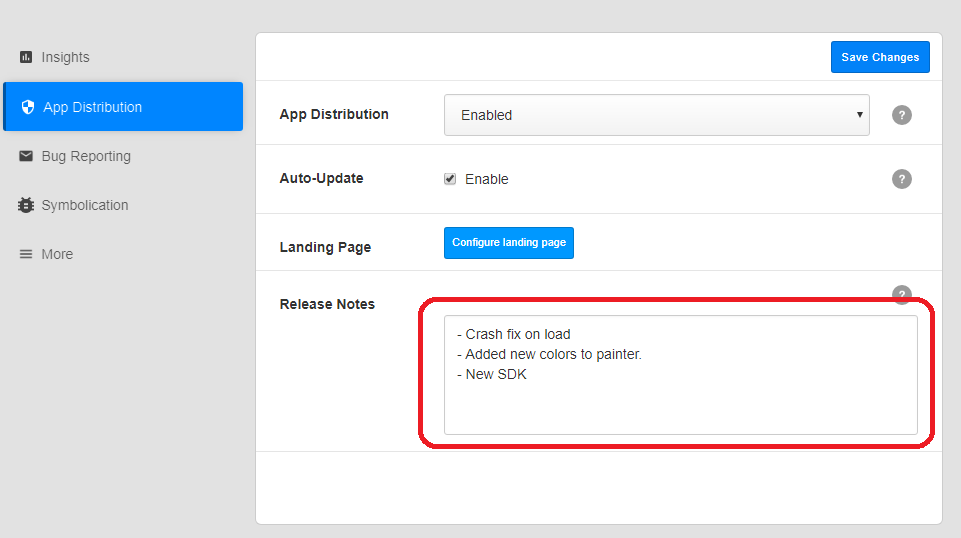 Insights
App Distribution
Bug Reporting
Symbolication
More
Save Changes
App Distribution
Enabled
?
Auto-Update
Enable
?
Landing Page
Configure landing page
Release Notes
?
- Crash fix on load
- Added new colors to painter.
- New SDK